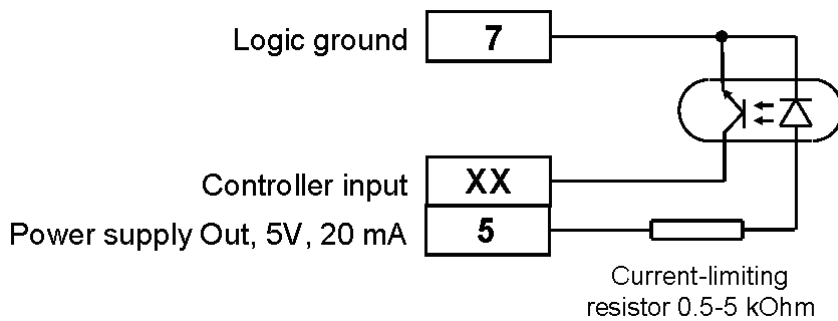 Logic ground 7
Controller input XX
Power supply Out, 5V, 20 mA 5
Current-limiting
resistor 0.5-5 kOhm